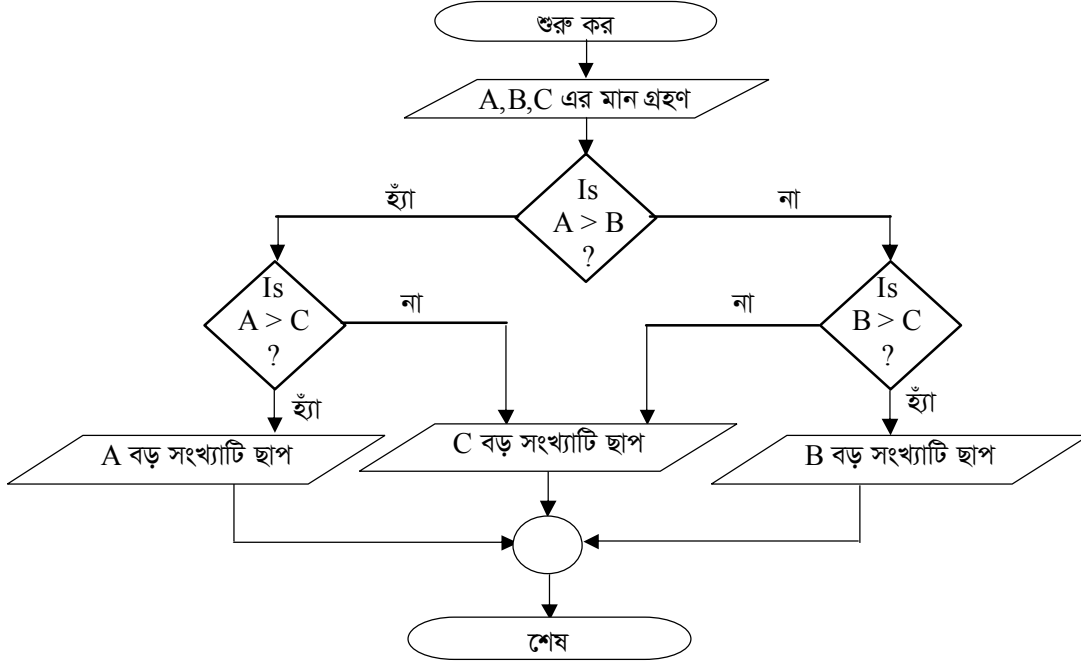 শুরু কর
A,B,C এর মান গ্রহণ
হ্যাঁ
Is
A > B
?
না
Is
A > C
?
না
না
Is
B > C
?
হ্যাঁ
হ্যাঁ
A বড় সংখ্যাটি ছাপ
C বড় সংখ্যাটি ছাপ
B বড় সংখ্যাটি ছাপ
শেষ